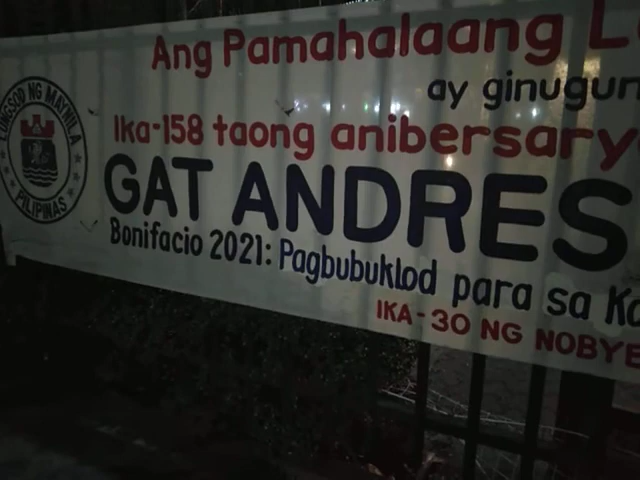 Ang Pamahalaang L
ay ginugun
Ika-158 taong anibersary
GAT ANDRES
Bonifacio 2021: Pagbubuklod para sa Ka
IKA-30 NG NOBYE
LUNGSOD NG MAYNILA
PILIPINAS